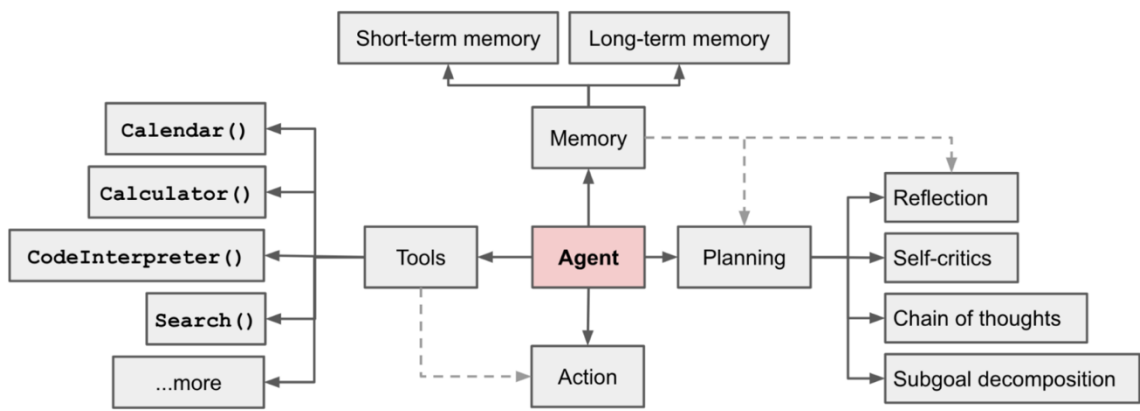 Short-term memory
Long-term memory
Calendar()
Memory
Calculator()
Reflection
CodeInterpreter()
Tools
Agent
Planning
Self-critics
Search()
Chain of thoughts
...more
Action
Subgoal decomposition